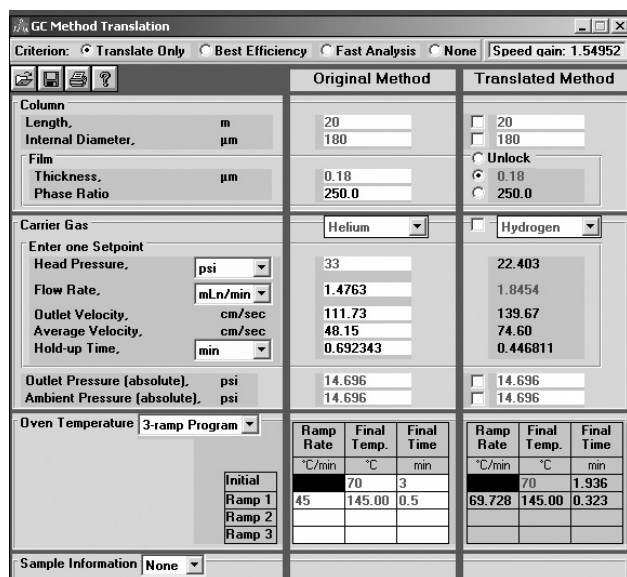 GC Method Translation
Criterion: Translate Only Best Efficiency Fast Analysis None Speed gain: 1.54952
Original Method Translated Method
Column
Length, m 20 20
Internal Diameter, µm 180 180
Film Unlock
Thickness, µm 0.18 0.18
Phase Ratio 250.0 250.0
Carrier Gas Helium Hydrogen
Enter one Setpoint
Head Pressure, psi 33 22.403
Flow Rate, mLn/min 1.4763 1.8454
Outlet Velocity, cm/sec 111.73 139.67
Average Velocity, cm/sec 48.15 74.60
Hold-up Time, min 0.692343 0.446811
Outlet Pressure (absolute), psi 14.696 14.696
Ambient Pressure (absolute), psi 14.696 14.696
Oven Temperature 3-ramp Program
Ramp Rate Final Temp. Final Time Ramp Rate Final Temp. Final Time
°C/min °C min °C/min °C min
Initial 70 3 70 1.936
Ramp 1 45 145.00 0.5 69.728 145.00 0.323
Ramp 2
Ramp 3
Sample Information None